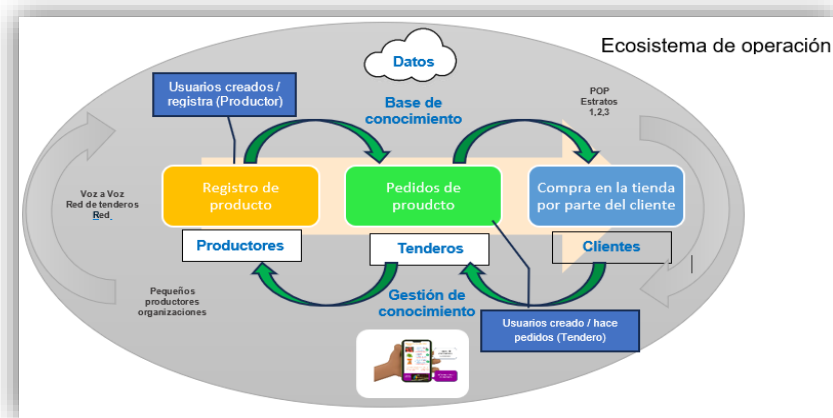 Ecosistema de operación
Datos
Usuarios creados /
registra (Productor)
Base de
conocimiento
POP
Estratos
1,2,3
Voz a Voz
Red de tenderos
Red
Registro de
producto
Pedidos de
proudcto
Compra en la tienda
por parte del cliente
Productores
Tenderos
Clientes
Pequeños
productores
organizaciones
Gestión de
conocimiento
Usuarios creado / hace
pedidos (Tendero)